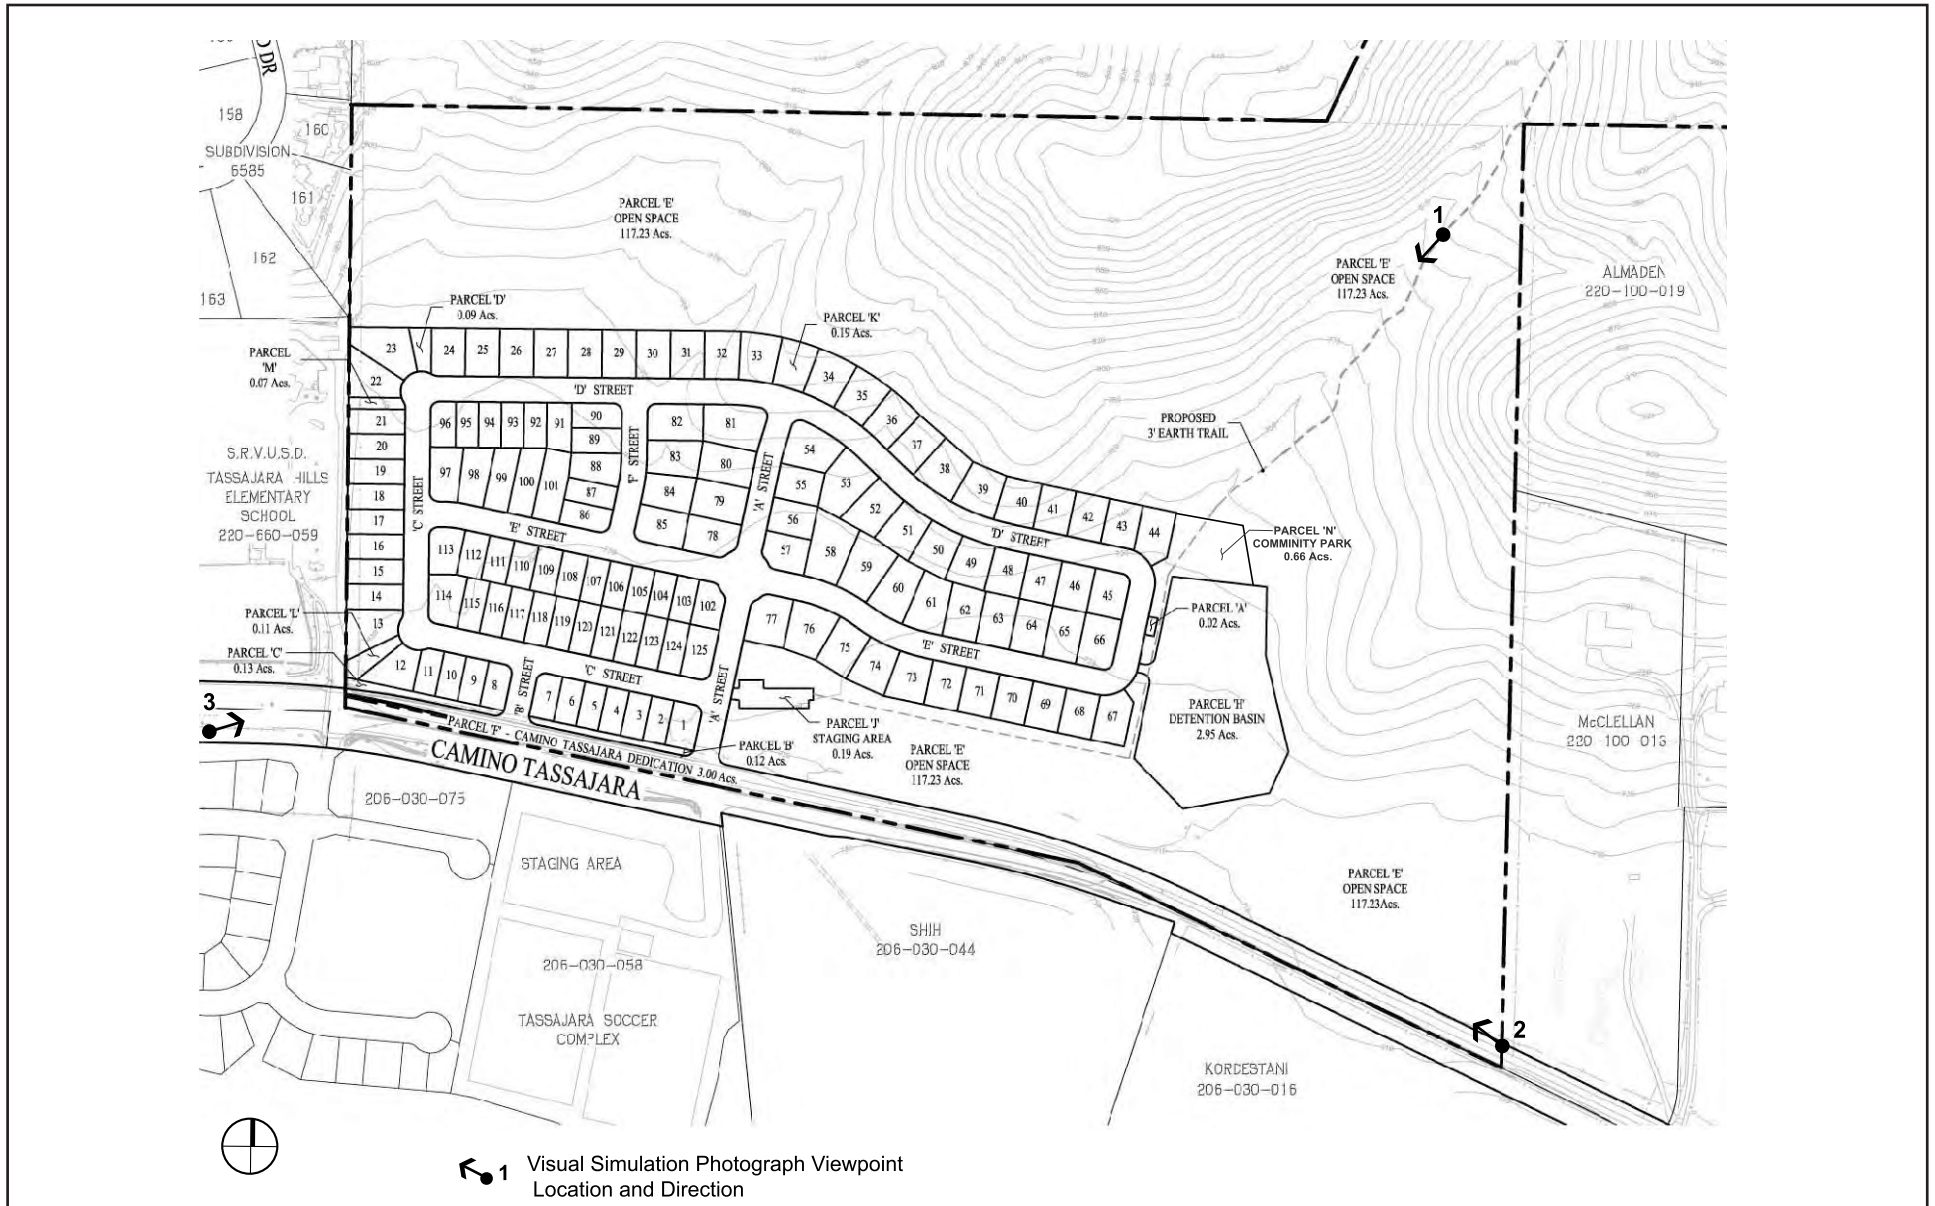 D DR
158
160
SUBDIVISION
6585
161
162
163
PARCEL 'E'
OPEN SPACE
117.23 Acs.
1
PARCEL 'E'
OPEN SPACE
117.23 Acs.
ALMADEN
220-100-019
PARCEL 'D'
0.09 Acs.
PARCEL 'K'
0.15 Acs.
PARCEL
'M'
0.07 Acs.
23 24 25 26 27 28 29 30 31 32 33
34 35 36 37 38 39 40 41 42 43 44
22
21
20
19
18
17
16
15
14
13
'D' STREET
96 95 94 93 92 91 90
89
88
87
86
97 98 99 100 101
'C' STREET
'F' STREET
'A' STREET
82 81
83 80
84 79
85 78
54
55 53
56 52
57 58
51 50 49 48 47 46 45
59 60 61 62 63 64 65 66
'D' STREET
PROPOSED
3' EARTH TRAIL
PARCEL 'N'
COMMINITY PARK
0.66 Acs.
S.R.V.U.S.D.
TASSAJARA HILLS
ELEMENTARY
SCHOOL
220-660-059
'E' STREET
113 112 111 110 109 108 107 106 105 104 103 102
114 115 116 117 118 119 120 121 122 123 124 125
77 76 75 74 73 72 71 70 69 68 67
'E' STREET
PARCEL 'A'
0.02 Acs.
PARCEL 'L'
0.11 Acs.
PARCEL 'C'
0.13 Acs.
12 11 10 9 8
'B' STREET
'C' STREET
7 6 5 4 3 2 1
'A' STREET
PARCEL 'H'
DETENTION BASIN
2.95 Acs.
3
PARCEL 'J'
STAGING AREA
0.19 Acs.
PARCEL 'B'
0.12 Acs.
PARCEL 'E'
OPEN SPACE
117.23 Acs.
PARCEL 'F' - CAMINO TASSAJARA DEDICATION 3.00 Acs.
CAMINO TASSAJARA
McCLELLAN
220 100 013
206-030-075
STAGING AREA
PARCEL 'E'
OPEN SPACE
117.23Acs.
SHIH
206-030-044
206-030-058
TASSAJARA SOCCER
COMPLEX
2
KORDESTANI
206-030-016
1 Visual Simulation Photograph Viewpoint
Location and Direction